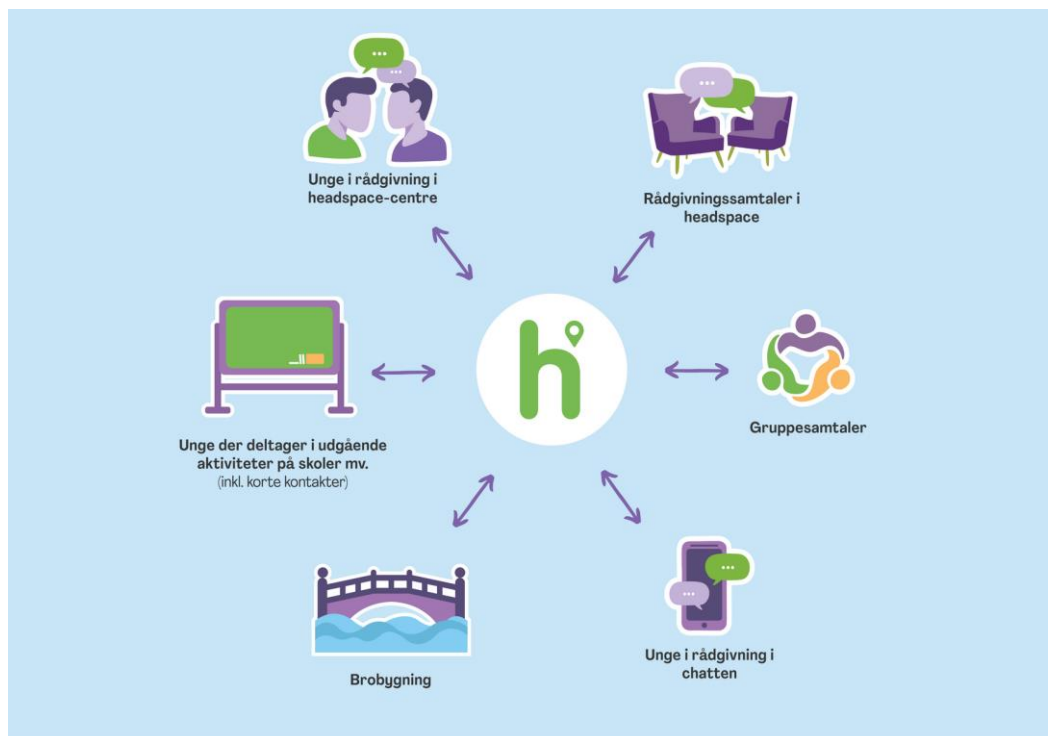 Unge i rådgivning i
headspace-centre
Rådgivningssamtaler i
headspace
h
Unge der deltager i udgående
aktiviteter på skoler mv.
(inkl. korte kontakter)
Gruppesamtaler
Brobygning
Unge i rådgivning i
chatten